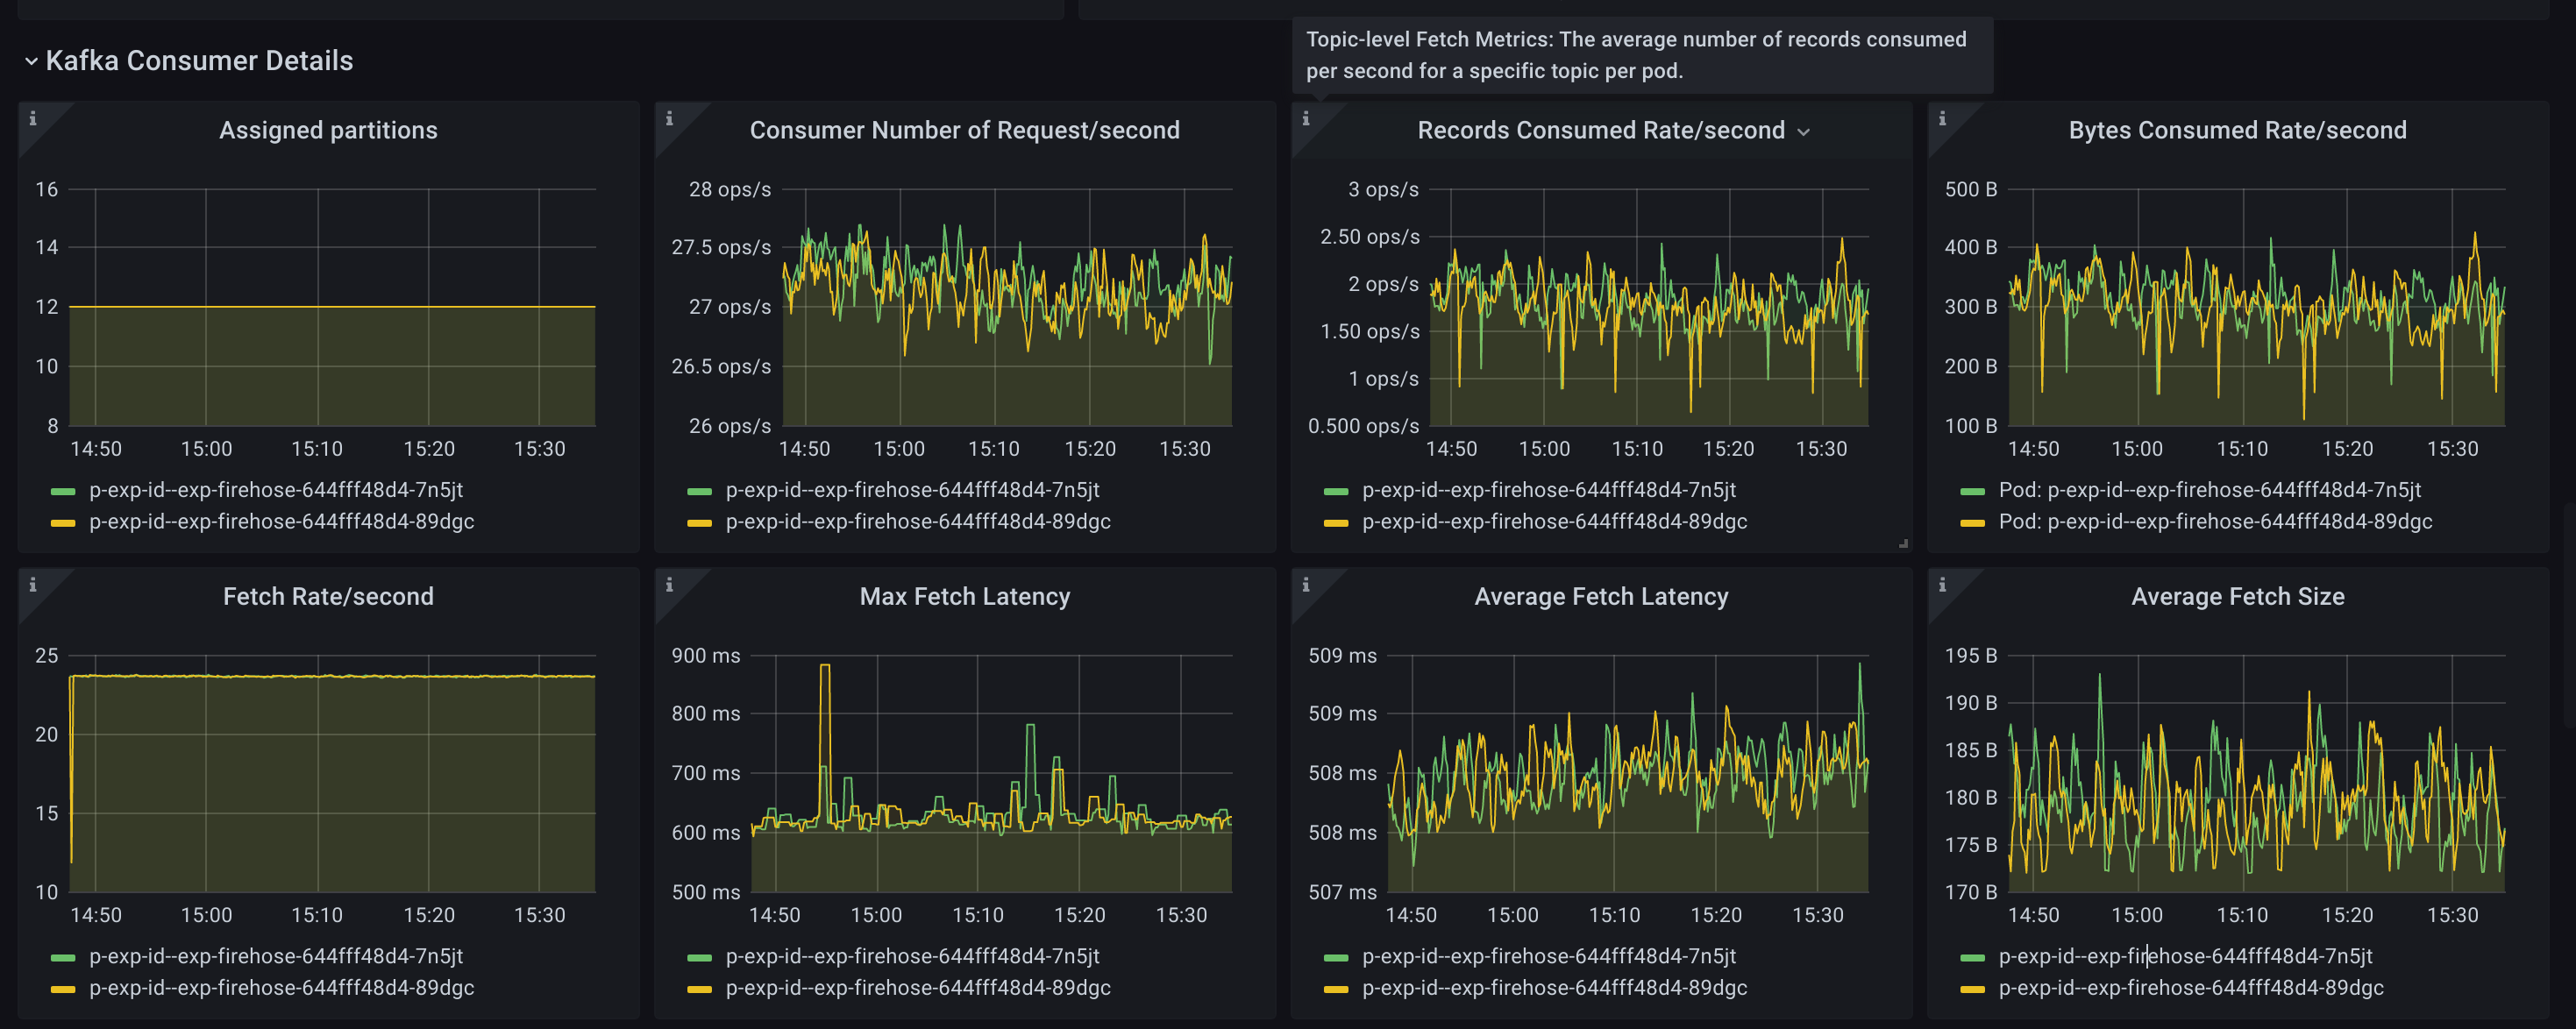 Topic-level Fetch Metrics: The average number of records consumed
per second for a specific topic per pod.
Kafka Consumer Details
Assigned partitions
16
14
12
10
8
14:50 15:00 15:10 15:20 15:30
p-exp-id--exp-firehose-644fff48d4-7n5jt
p-exp-id--exp-firehose-644fff48d4-89dgc
Consumer Number of Request/second
28 ops/s
27.5 ops/s
27 ops/s
26.5 ops/s
26 ops/s
14:50 15:00 15:10 15:20 15:30
p-exp-id--exp-firehose-644fff48d4-7n5jt
p-exp-id--exp-firehose-644fff48d4-89dgc
Records Consumed Rate/second
3 ops/s
2.50 ops/s
2 ops/s
1.50 ops/s
1 ops/s
0.500 ops/s
14:50 15:00 15:10 15:20 15:30
p-exp-id--exp-firehose-644fff48d4-7n5jt
p-exp-id--exp-firehose-644fff48d4-89dgc
Bytes Consumed Rate/second
500 B
400 B
300 B
200 B
100 B
14:50 15:00 15:10 15:20 15:30
Pod: p-exp-id--exp-firehose-644fff48d4-7n5jt
Pod: p-exp-id--exp-firehose-644fff48d4-89dgc
Fetch Rate/second
25
20
15
10
14:50 15:00 15:10 15:20 15:30
p-exp-id--exp-firehose-644fff48d4-7n5jt
p-exp-id--exp-firehose-644fff48d4-89dgc
Max Fetch Latency
900 ms
800 ms
700 ms
600 ms
500 ms
14:50 15:00 15:10 15:20 15:30
p-exp-id--exp-firehose-644fff48d4-7n5jt
p-exp-id--exp-firehose-644fff48d4-89dgc
Average Fetch Latency
509 ms
509 ms
508 ms
508 ms
507 ms
14:50 15:00 15:10 15:20 15:30
p-exp-id--exp-firehose-644fff48d4-7n5jt
p-exp-id--exp-firehose-644fff48d4-89dgc
Average Fetch Size
195 B
190 B
185 B
180 B
175 B
170 B
14:50 15:00 15:10 15:20 15:30
p-exp-id--exp-firehose-644fff48d4-7n5jt
p-exp-id--exp-firehose-644fff48d4-89dgc